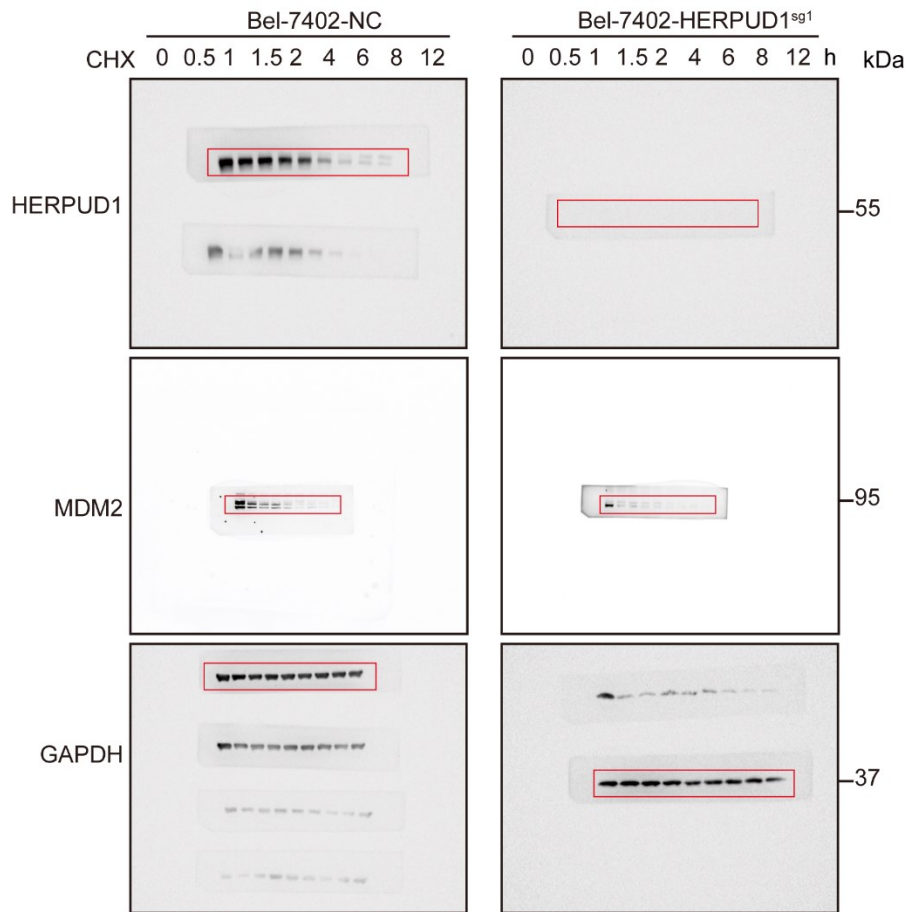 Bel-7402-NC Bel-7402-HERPUD1sg1
CHX 0 0.5 1 1.5 2 4 6 8 12 0 0.5 1 1.5 2 4 6 8 12 h kDa
HERPUD1 55
MDM2 95
GAPDH 37